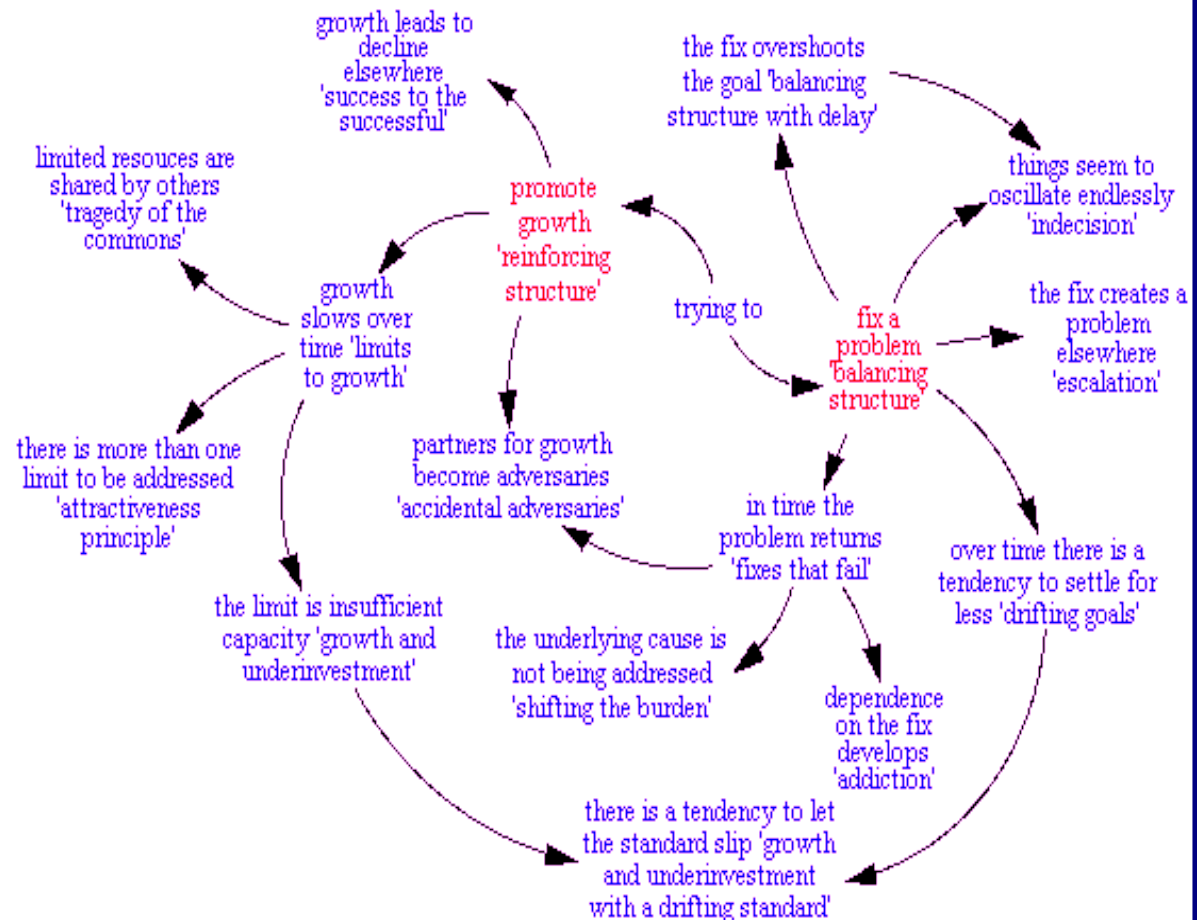 growth leads to
decline
elsewhere
'success to the
successful'
the fix overshoots
the goal 'balancing
structure with delay'
limited resouces are
shared by others
'tragedy of the
commons'
promote
growth
'reinforcing
structure'
things seem to
oscillate endlessly
'indecision'
growth
slows over
time 'limits
to growth'
trying to
fix a
problem
'balancing
structure'
the fix creates a
problem
elsewhere
'escalation'
there is more than one
limit to be addressed
'attractiveness
principle'
partners for growth
become adversaries
'accidental adversaries'
in time the
problem returns
'fixes that fail'
over time there is a
tendency to settle for
less 'drifting goals'
the limit is insufficient
capacity 'growth and
underinvestment'
the underlying cause is
not being addressed
'shifting the burden'
dependence
on the fix
develops
'addiction'
there is a tendency to let
the standard slip 'growth
and underinvestment
with a drifting standard'